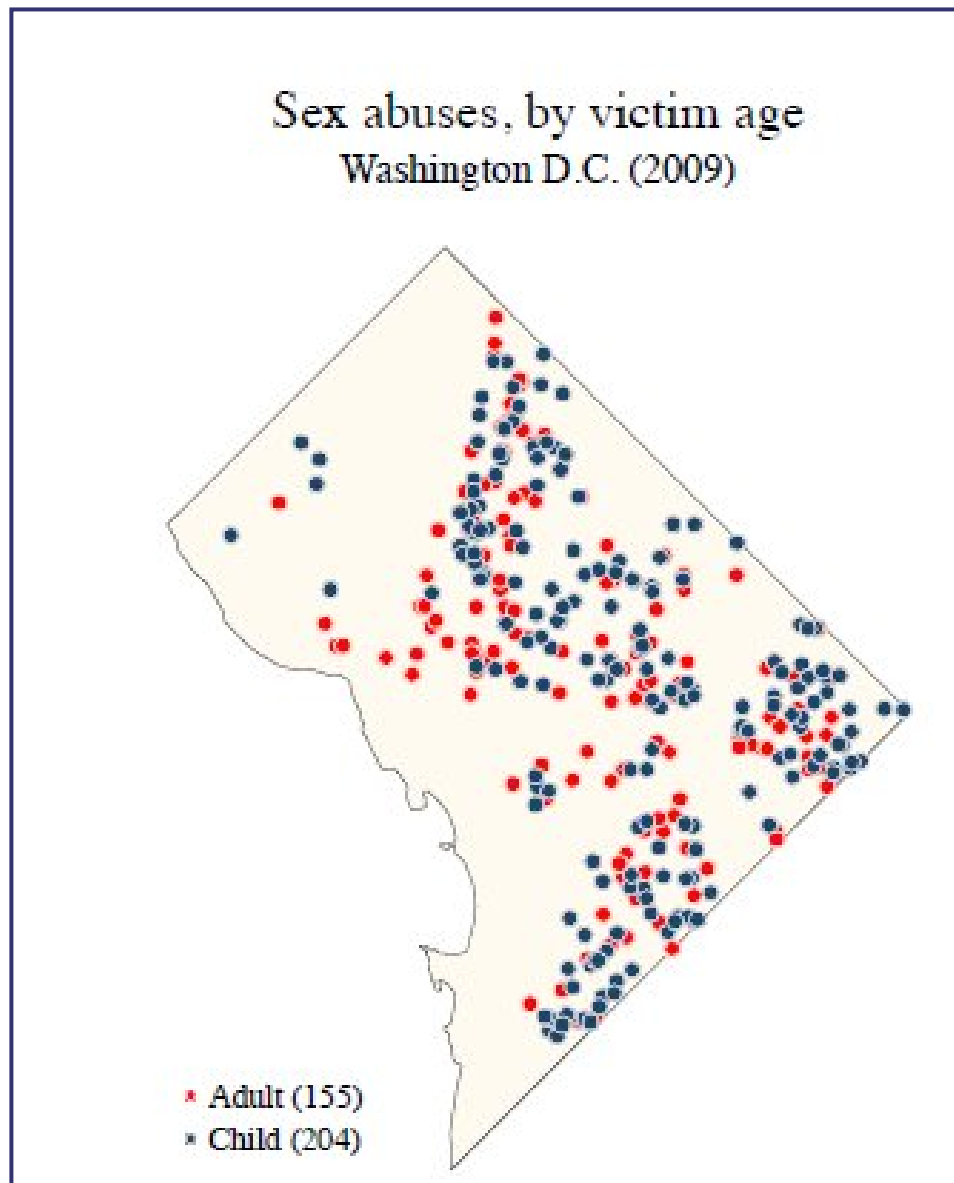 Sex abuses, by victim age
Washington D.C. (2009)
Adult (155)
Child (204)